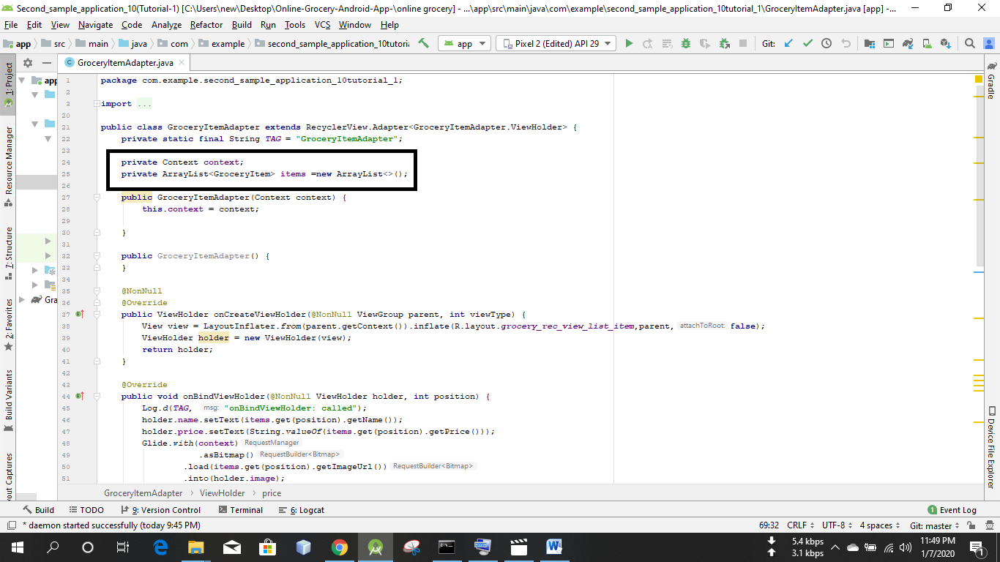 Second_sample_application_10(Tutorial-1) [C:\Users\new\Desktop\Online-Grocery-Android-App-\online grocery] - ...\app\src\main\java\com\example\second_sample_application_10tutorial_1\GroceryItemAdapter.java [app] -...
File Edit View Navigate Code Analyze Refactor Build Run Tools VCS Window Help
app src main java com example second_sample_application_10tutoria app Pixel 2 (Edited) API 29 Git:
GroceryItemAdapter.java
1: Project
Resource Manager
7: Structure
2: Favorites
Build Variants
yout Captures
app
Gra
1 package com.example.second_sample_application_10tutorial_1;
2
3 import ...
20
21 public class GroceryItemAdapter extends RecyclerView.Adapter<GroceryItemAdapter.ViewHolder> {
22 private static final String TAG = "GroceryItemAdapter";
23
24 private Context context;
25 private ArrayList<GroceryItem> items =new ArrayList<>();
26
27 public GroceryItemAdapter(Context context) {
28 this.context = context;
29
30 }
31
32 public GroceryItemAdapter() {
33 }
34
35 @NonNull
36 @Override
37 public ViewHolder onCreateViewHolder(@NonNull ViewGroup parent, int viewType) {
38 View view = LayoutInflater.from(parent.getContext()).inflate(R.layout.grocery_rec_view_list_item,parent, attachToRoot: false);
39 ViewHolder holder = new ViewHolder(view);
40 return holder;
41 }
42
43 @Override
44 public void onBindViewHolder(@NonNull ViewHolder holder, int position) {
45 Log.d(TAG, msg: "onBindViewHolder: called");
46 holder.name.setText(items.get(position).getName());
47 holder.price.setText(String.valueOf(items.get(position).getPrice()));
48 Glide.with(context) RequestManager
49 .asBitmap() RequestBuilder<Bitmap>
50 .load(items.get(position).getImageUrl()) RequestBuilder<Bitmap>
51 .into(holder.image);
Gradle
Device File Explorer
GroceryItemAdapter > ViewHolder > price
Build TODO 9: Version Control Terminal 6: Logcat 1 Event Log
* daemon started successfully (today 9:45 PM) 69:32 CRLF UTF-8 4 spaces Git: master
5.4 kbps
3.1 kbps
11:49 PM
1/7/2020
1